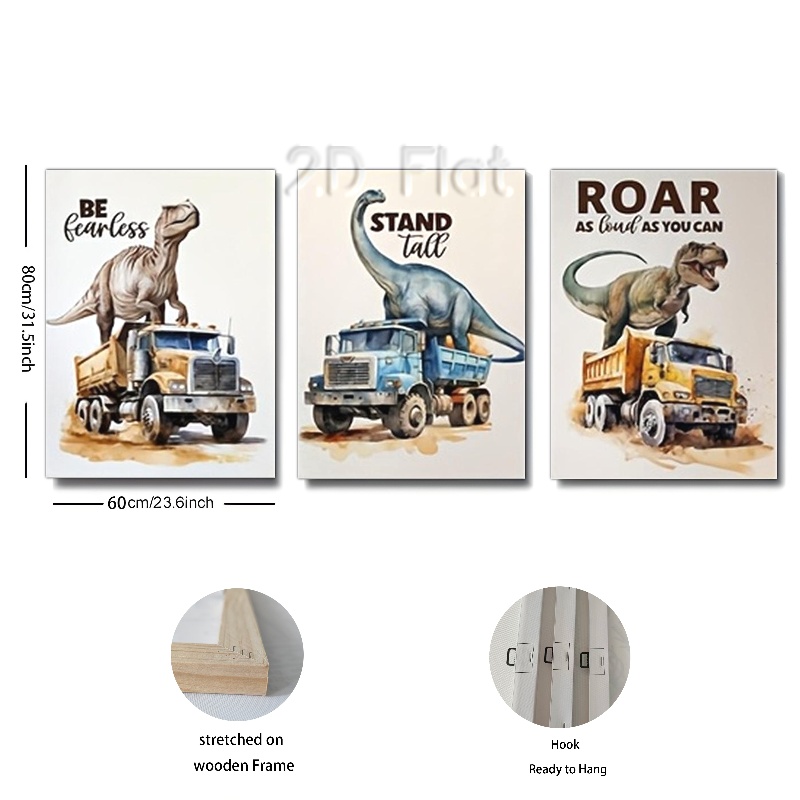 2D Flat
BE
fearless
STAND
tall
ROAR
AS loud AS YOU CAN
80cm/31.5inch
60cm/23.6inch
stretched on
wooden Frame
Hook
Ready to Hang